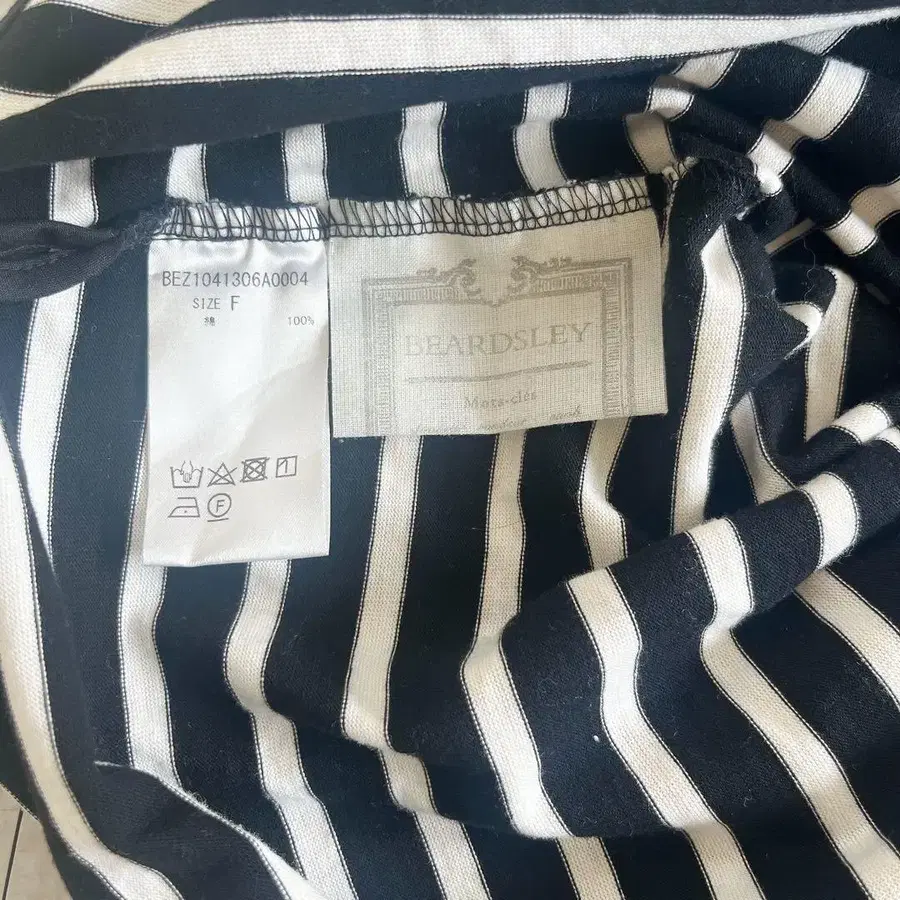 BEZ1041306A0004
SIZE F
綿 100%
F
BEARDSLEY
Mots-clés